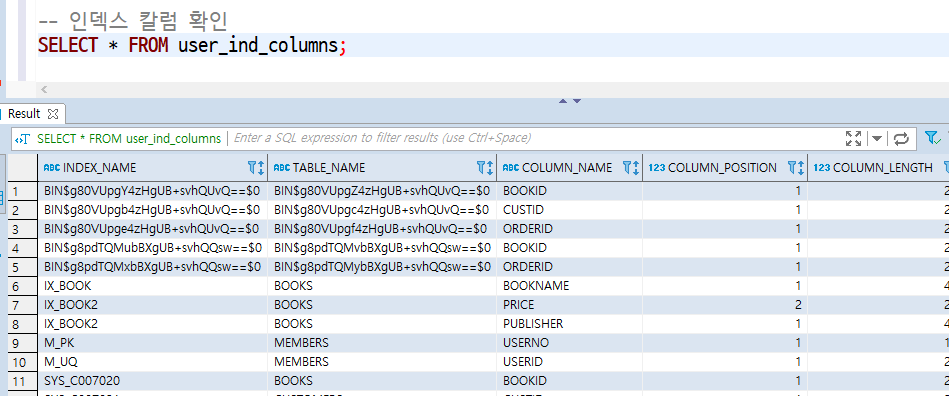 -- 인덱스 칼럼 확인
SELECT * FROM user_ind_columns;
Result
SELECT * FROM user_ind_columns Enter a SQL expression to filter results (use Ctrl+Space)
ABC INDEX_NAME ABC TABLE_NAME ABC COLUMN_NAME 123 COLUMN_POSITION 123 COLUMN_LENGTH
1 BIN$g80VUpgY4zHgUB+svhQUvQ==$0 BIN$g80VUpgZ4zHgUB+svhQUvQ==$0 BOOKID 1 2
2 BIN$g80VUpgb4zHgUB+svhQUvQ==$0 BIN$g80VUpgc4zHgUB+svhQUvQ==$0 CUSTID 1 2
3 BIN$g80VUpge4zHgUB+svhQUvQ==$0 BIN$g80VUpgf4zHgUB+svhQUvQ==$0 ORDERID 1 2
4 BIN$g8pdTQMubBXgUB+svhQQsw==$0 BIN$g8pdTQMvbBXgUB+svhQQsw==$0 BOOKID 1 2
5 BIN$g8pdTQMxbBXgUB+svhQQsw==$0 BIN$g8pdTQMybBXgUB+svhQQsw==$0 ORDERID 1 2
6 IX_BOOK BOOKS BOOKNAME 1 4
7 IX_BOOK2 BOOKS PRICE 2 2
8 IX_BOOK2 BOOKS PUBLISHER 1 4
9 M_PK MEMBERS USERNO 1 1
10 M_UQ MEMBERS USERID 1 2
11 SYS_C007020 BOOKS BOOKID 1 2